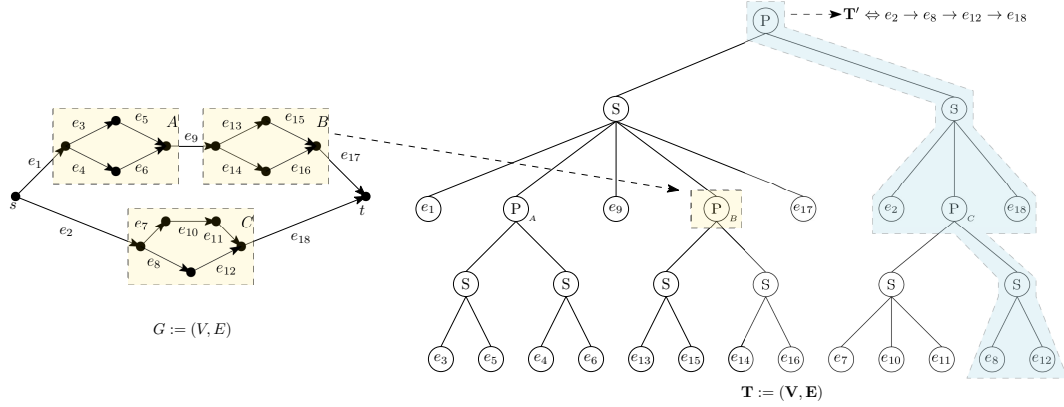 P
T′ ⇔ e₂ → e₈ → e₁₂ → e₁₈
S
S
e₃ e₅ A e₉ e₁₃ e₁₅ B
e₁ e₄ e₆ e₁₄ e₁₆ e₁₇
s t
e₂ e₇ e₁₀ e₁₁ C e₁₈
e₈ e₁₂
G := (V, E)
e₁ P A e₉ P B e₁₇ e₂ P C e₁₈
S S S S S S
e₃ e₅ e₄ e₆ e₁₃ e₁₅ e₁₄ e₁₆ e₇ e₁₀ e₁₁ e₈ e₁₂
T := (V, E)